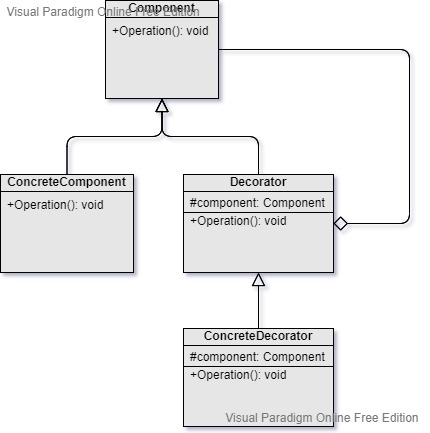 Component
Visual Paradigm Online Free Edition
+Operation(): void
ConcreteComponent
+Operation(): void
Decorator
#component: Component
+Operation(): void
ConcreteDecorator
#component: Component
+Operation(): void
Visual Paradigm Online Free Edition